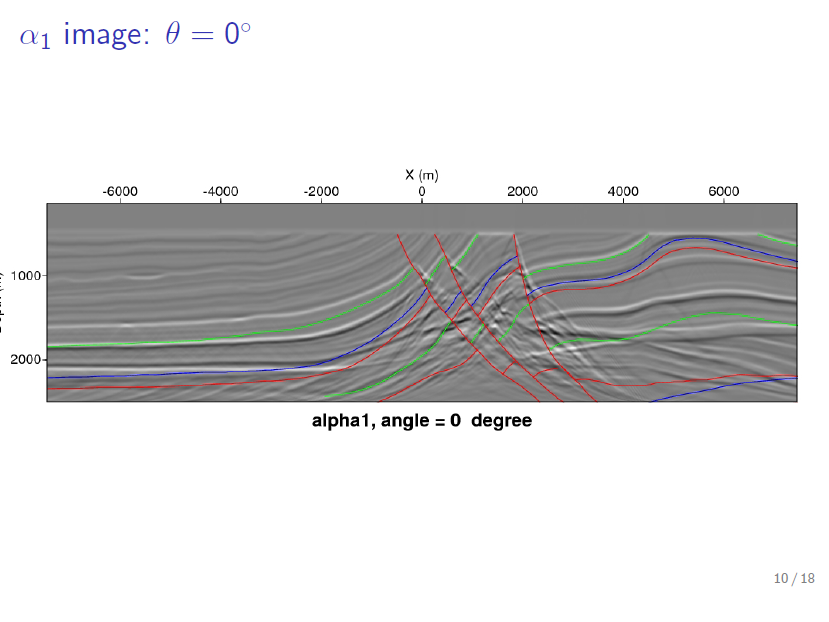 α₁ image: θ = 0°
X (m)
-6000 -4000 -2000 0 2000 4000 6000
1000
2000
alpha1, angle = 0 degree
10 / 18